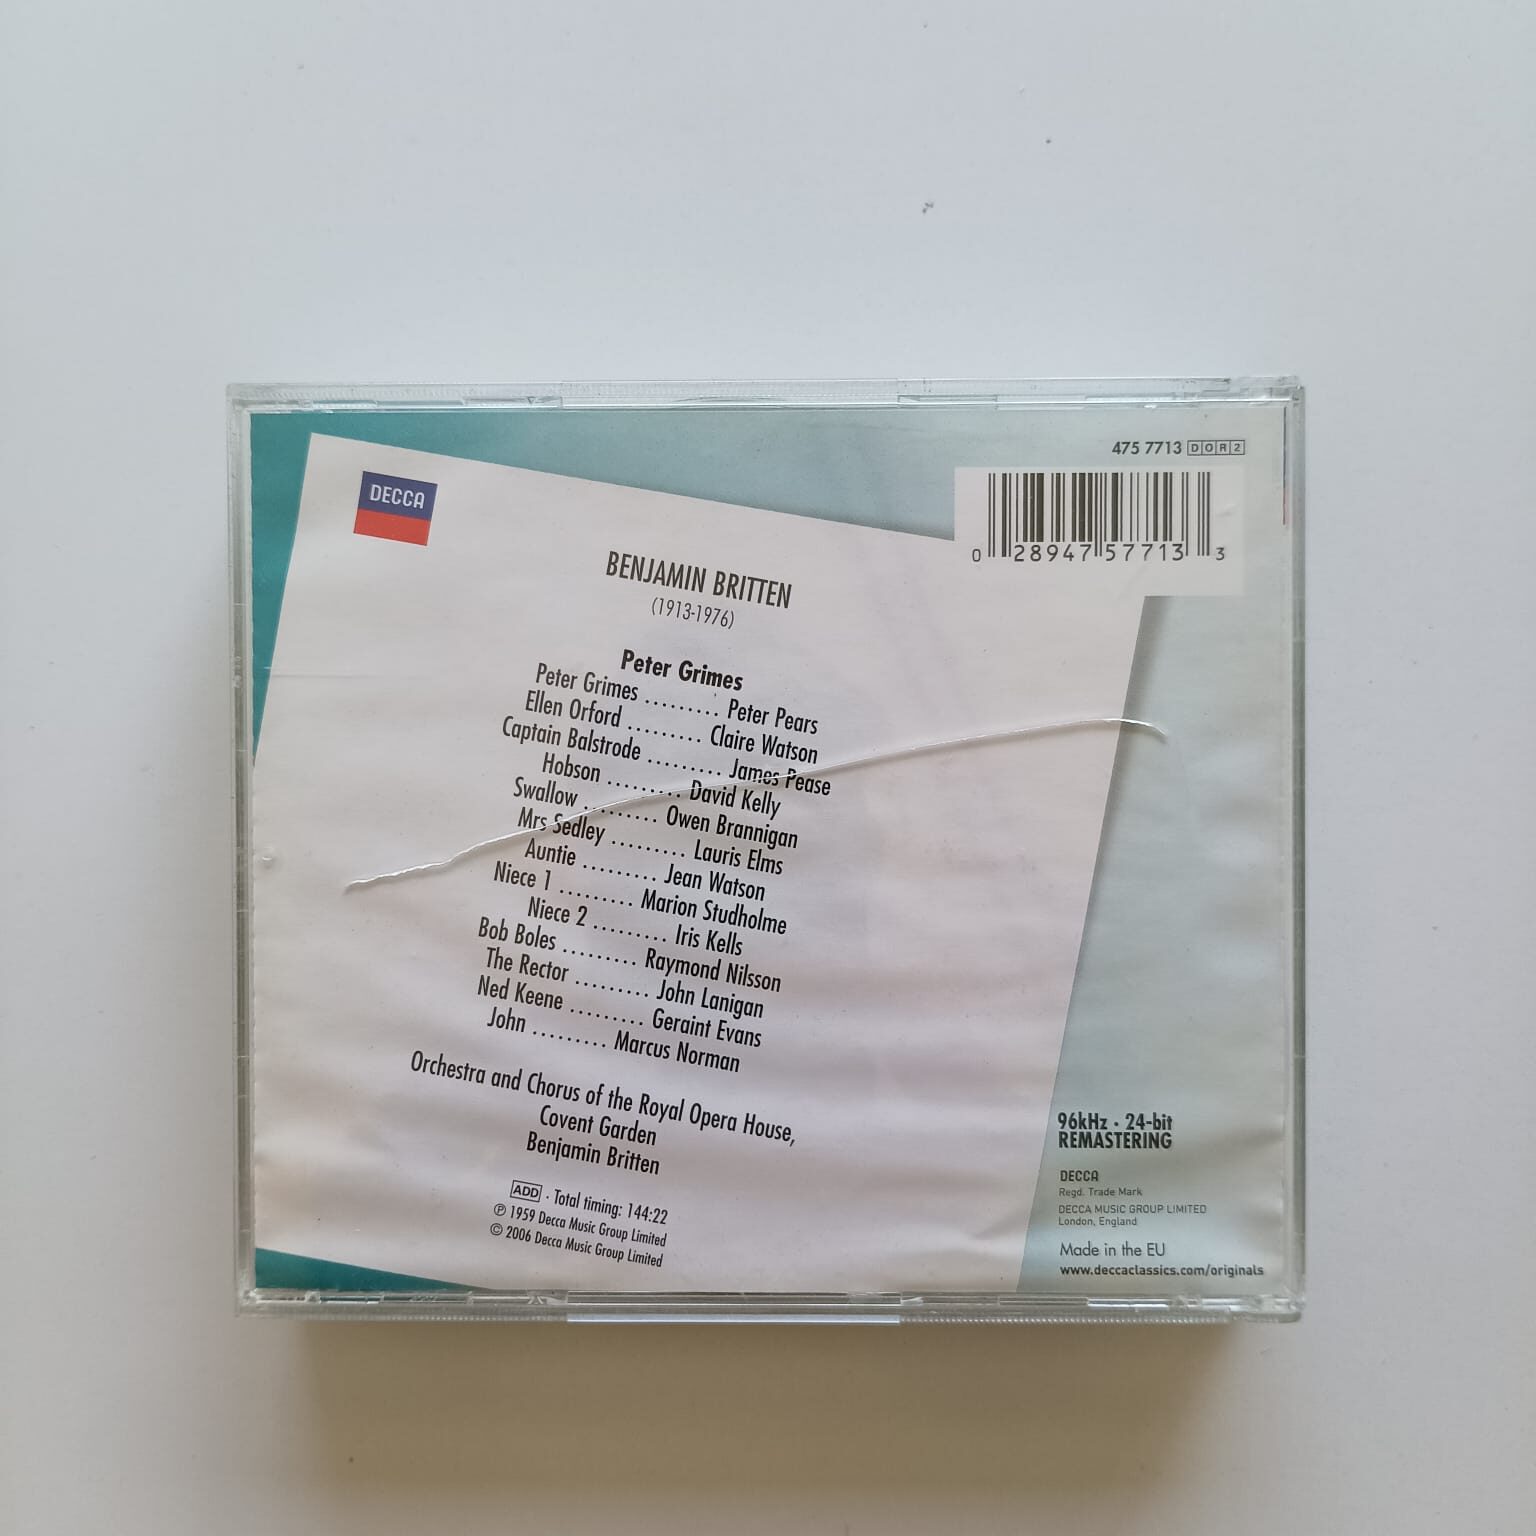 475 7713 DOR2
0 28947 57713 3
DECCA
BENJAMIN BRITTEN
(1913-1976)
Peter Grimes
Peter Grimes ......... Peter Pears
Ellen Orford ......... Claire Watson
Captain Balstrode ......... James Pease
Hobson ......... David Kelly
Swallow ......... Owen Brannigan
Mrs Sedley ......... Lauris Elms
Auntie ......... Jean Watson
Niece 1 ......... Marion Studholme
Niece 2 ......... Iris Kells
Bob Boles ......... Raymond Nilsson
The Rector ......... John Lanigan
Ned Keene ......... Geraint Evans
John ......... Marcus Norman
Orchestra and Chorus of the Royal Opera House,
Covent Garden
Benjamin Britten
ADD · Total timing: 144:22
℗ 1959 Decca Music Group Limited
© 2006 Decca Music Group Limited
96kHz · 24-bit
REMASTERING
DECCA
Regd. Trade Mark
DECCA MUSIC GROUP LIMITED
London, England
Made in the EU
www.deccaclassics.com/originals